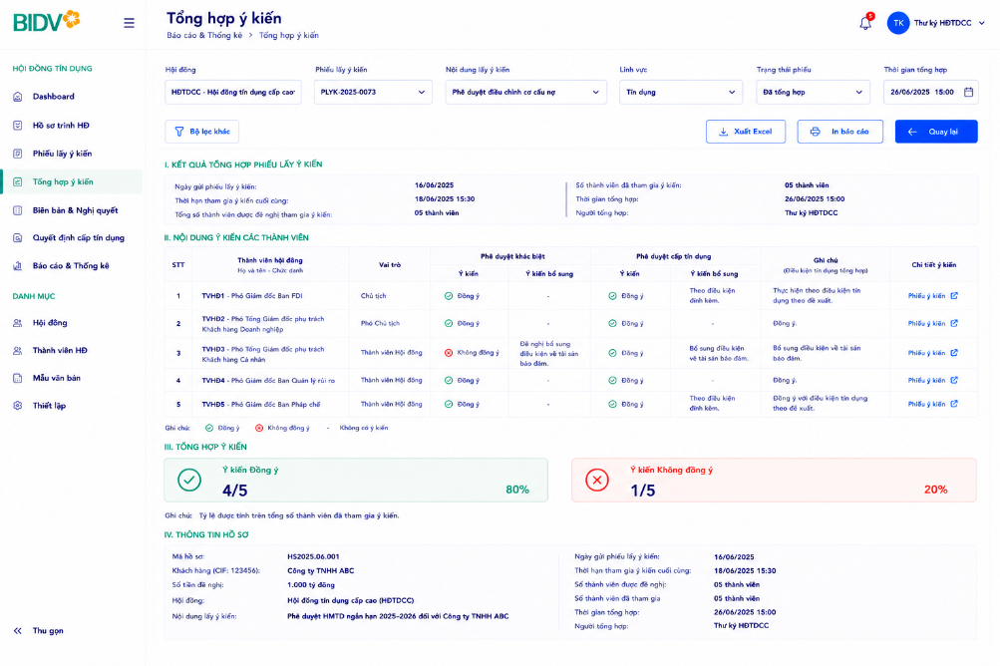 BIDV
Tổng hợp ý kiến
Báo cáo & Thống kê > Tổng hợp ý kiến
5
TK
Thư ký HĐTDCC
HỘI ĐỒNG TÍN DỤNG
Dashboard
Hồ sơ trình HĐ
Phiếu lấy ý kiến
Tổng hợp ý kiến
Biên bản & Nghị quyết
Quyết định cấp tín dụng
Báo cáo & Thống kê
DANH MỤC
Hội đồng
Thành viên HĐ
Mẫu văn bản
Thiết lập
Thu gọn
Hội đồng
HĐTDCC - Hội đồng tín dụng cấp cao
Phiếu lấy ý kiến
PLYK-2025-0073
Nội dung lấy ý kiến
Phê duyệt điều chỉnh cơ cấu nợ
Lĩnh vực
Tín dụng
Trạng thái phiếu
Đã tổng hợp
Thời gian tổng hợp
26/06/2025 15:00
Bộ lọc khác
Xuất Excel
In báo cáo
Quay lại
I. KẾT QUẢ TỔNG HỢP PHIẾU LẤY Ý KIẾN
Ngày gửi phiếu lấy ý kiến: 16/06/2025
Thời hạn tham gia ý kiến cuối cùng: 18/06/2025 15:30
Tổng số thành viên được đề nghị tham gia ý kiến: 05 thành viên
Số thành viên đã tham gia ý kiến: 05 thành viên
Thời gian tổng hợp: 26/06/2025 15:00
Người tổng hợp: Thư ký HĐTDCC
II. NỘI DUNG Ý KIẾN CÁC THÀNH VIÊN
STT
Thành viên hội đồng
Họ và tên - Chức danh
Vai trò
Phê duyệt khác biệt
Ý kiến
Ý kiến bổ sung
Phê duyệt cấp tín dụng
Ý kiến
Ý kiến bổ sung
Ghi chú
(Điều kiện tín dụng tổng hợp)
Chi tiết ý kiến
1
TVHĐ1 - Phó Giám đốc Ban FDI
Chủ tịch
Đồng ý
-
Đồng ý
Theo điều kiện
đính kèm.
Thực hiện theo điều kiện tín
dụng theo đề xuất.
Phiếu ý kiến
2
TVHĐ2 - Phó Tổng Giám đốc phụ trách
Khách hàng Doanh nghiệp
Phó Chủ tịch
Đồng ý
-
Đồng ý
-
Đồng ý.
Phiếu ý kiến
3
TVHĐ3 - Phó Tổng Giám đốc phụ trách
Khách hàng Cá nhân
Thành viên Hội đồng
Không đồng ý
Đề nghị bổ sung
điều kiện về tài sản
bảo đảm.
Đồng ý
Bổ sung điều kiện
về tài sản bảo đảm.
Bổ sung điều kiện về tài sản
bảo đảm.
Phiếu ý kiến
4
TVHĐ4 - Phó Giám đốc Ban Quản lý rủi ro
Thành viên Hội đồng
Đồng ý
-
Đồng ý
-
Đồng ý.
Phiếu ý kiến
5
TVHĐ5 - Phó Giám đốc Ban Pháp chế
Thành viên Hội đồng
Đồng ý
-
Đồng ý
Theo điều kiện
đính kèm.
Đồng ý với điều kiện tín dụng
theo đề xuất.
Phiếu ý kiến
Ghi chú: Đồng ý Không đồng ý - Không có ý kiến
III. TỔNG HỢP Ý KIẾN
Ý kiến Đồng ý
4/5
80%
Ý kiến Không đồng ý
1/5
20%
Ghi chú: Tỷ lệ được tính trên tổng số thành viên đã tham gia ý kiến.
IV. THÔNG TIN HỒ SƠ
Mã hồ sơ: HS2025.06.001
Khách hàng (CIF: 123456): Công ty TNHH ABC
Số tiền đề nghị: 1.000 tỷ đồng
Hội đồng: Hội đồng tín dụng cấp cao (HĐTDCC)
Nội dung lấy ý kiến: Phê duyệt HMTD ngắn hạn 2025-2026 đối với Công ty TNHH ABC
Ngày gửi phiếu lấy ý kiến: 16/06/2025
Thời hạn tham gia ý kiến cuối cùng: 18/06/2025 15:30
Số thành viên được đề nghị: 05 thành viên
Số thành viên đã tham gia 05 thành viên
Thời gian tổng hợp: 26/06/2025 15:00
Người tổng hợp: Thư ký HĐTDCC